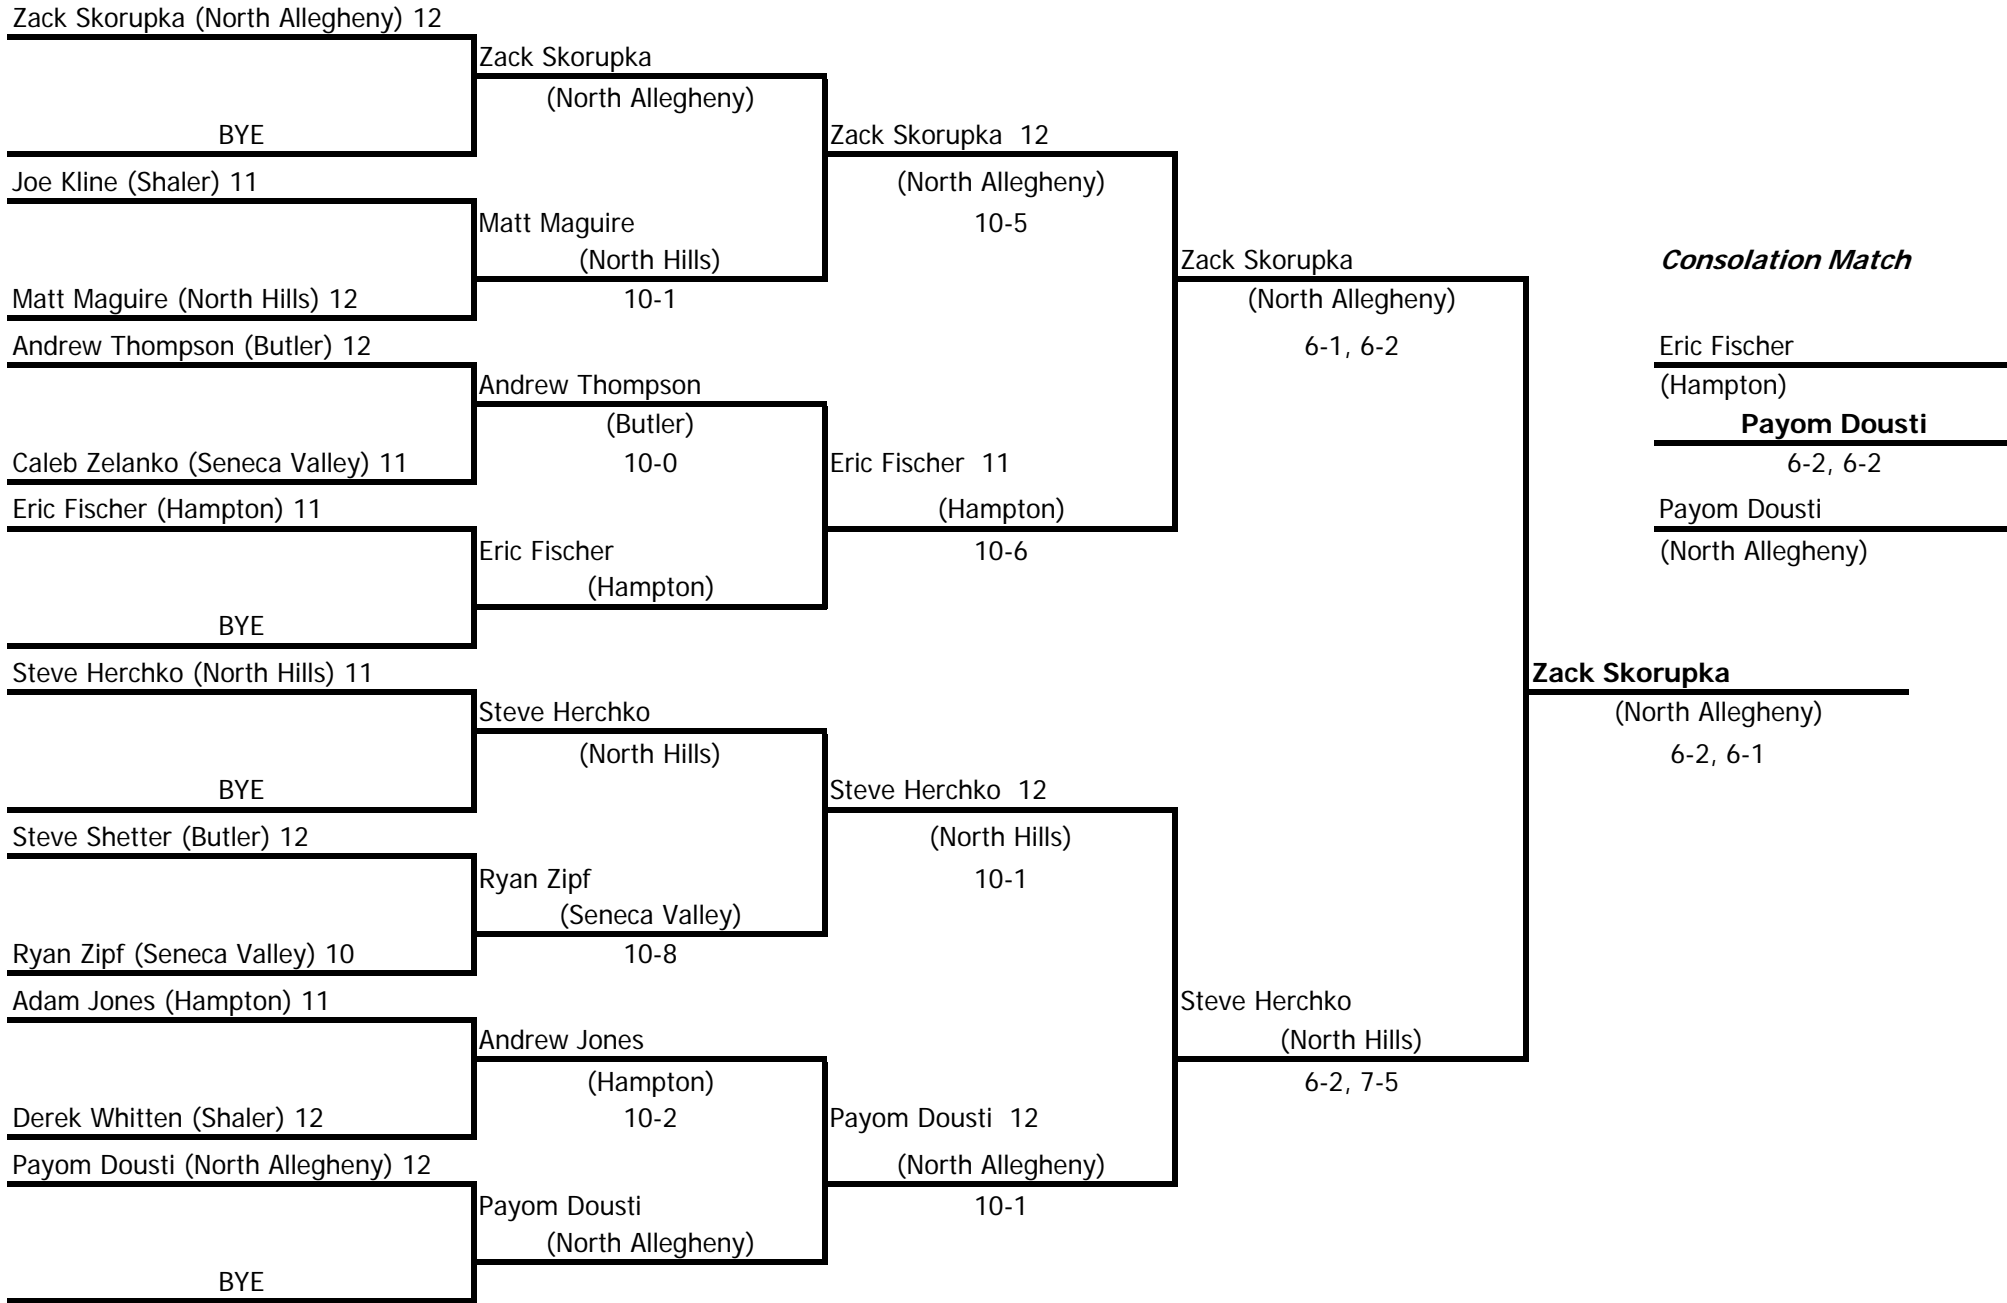 Zack Skorupka (North Allegheny) 12
BYE
Joe Kline (Shaler) 11
Matt Maguire (North Hills) 12
Andrew Thompson (Butler) 12
Caleb Zelanko (Seneca Valley) 11
Eric Fischer (Hampton) 11
BYE
Steve Herchko (North Hills) 11
BYE
Steve Shetter (Butler) 12
Ryan Zipf (Seneca Valley) 10
Adam Jones (Hampton) 11
Derek Whitten (Shaler) 12
Payom Dousti (North Allegheny) 12
BYE
Zack Skorupka
(North Allegheny)
Matt Maguire
(North Hills)
10-1
Andrew Thompson
(Butler)
10-0
Eric Fischer
(Hampton)
Steve Herchko
(North Hills)
Ryan Zipf
(Seneca Valley)
10-8
Andrew Jones
(Hampton)
10-2
Payom Dousti
(North Allegheny)
Zack Skorupka  12
(North Allegheny)
10-5
Eric Fischer  11
(Hampton)
10-6
Steve Herchko  12
(North Hills)
10-1
Payom Dousti  12
(North Allegheny)
10-1
Zack Skorupka
(North Allegheny)
6-1, 6-2
Steve Herchko
(North Hills)
6-2, 7-5
Zack Skorupka
(North Allegheny)
6-2, 6-1
Consolation Match
Eric Fischer
(Hampton)
Payom Dousti
6-2, 6-2
Payom Dousti
(North Allegheny)